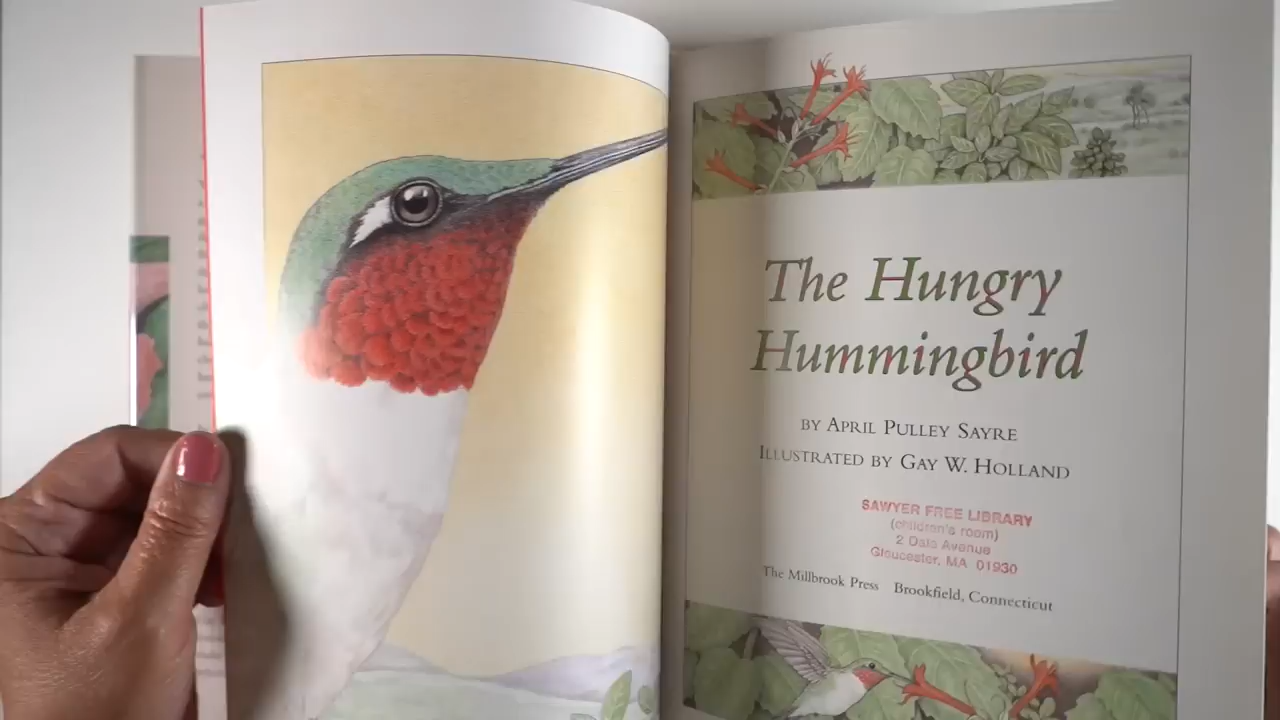 The Hungry
Hummingbird
BY APRIL PULLEY SAYRE
ILLUSTRATED BY GAY W. HOLLAND
SAWYER FREE LIBRARY
(children's room)
2 Dale Avenue
Gloucester, MA 01930
The Millbrook Press Brookfield, Connecticut